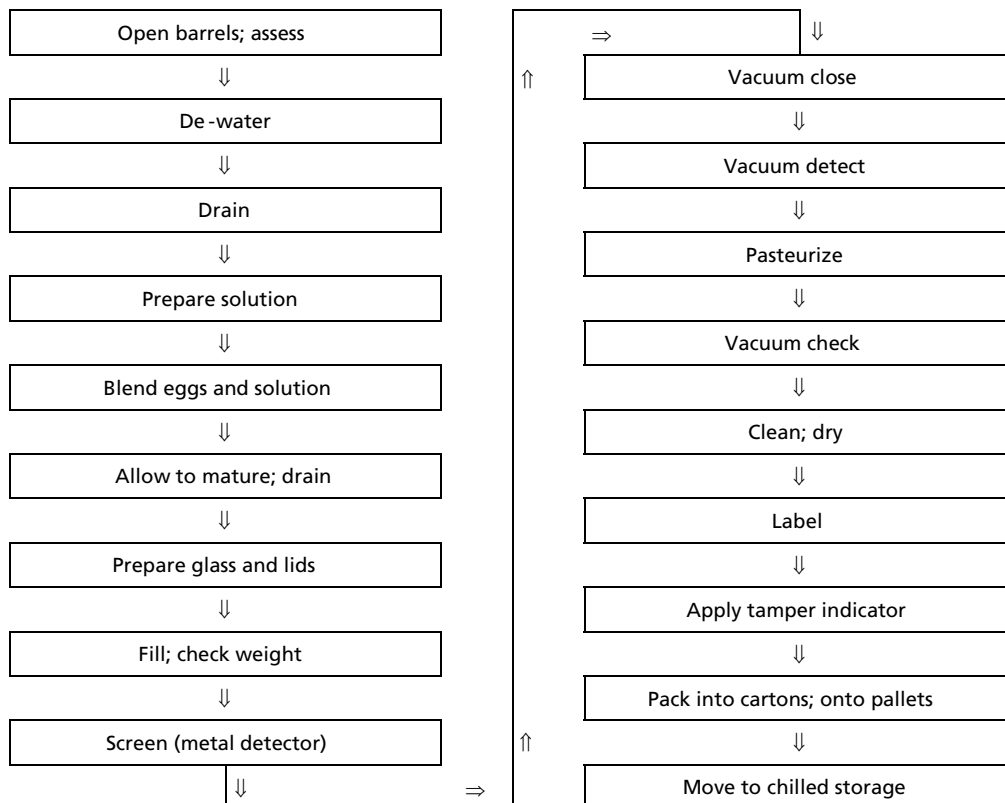 Open barrels; assess
⇓
De-water
⇓
Drain
⇓
Prepare solution
⇓
Blend eggs and solution
⇓
Allow to mature; drain
⇓
Prepare glass and lids
⇓
Fill; check weight
⇓
Screen (metal detector)
⇓
⇒
⇑
⇑
⇒
⇓
Vacuum close
⇓
Vacuum detect
⇓
Pasteurize
⇓
Vacuum check
⇓
Clean; dry
⇓
Label
⇓
Apply tamper indicator
⇓
Pack into cartons; onto pallets
⇓
Move to chilled storage